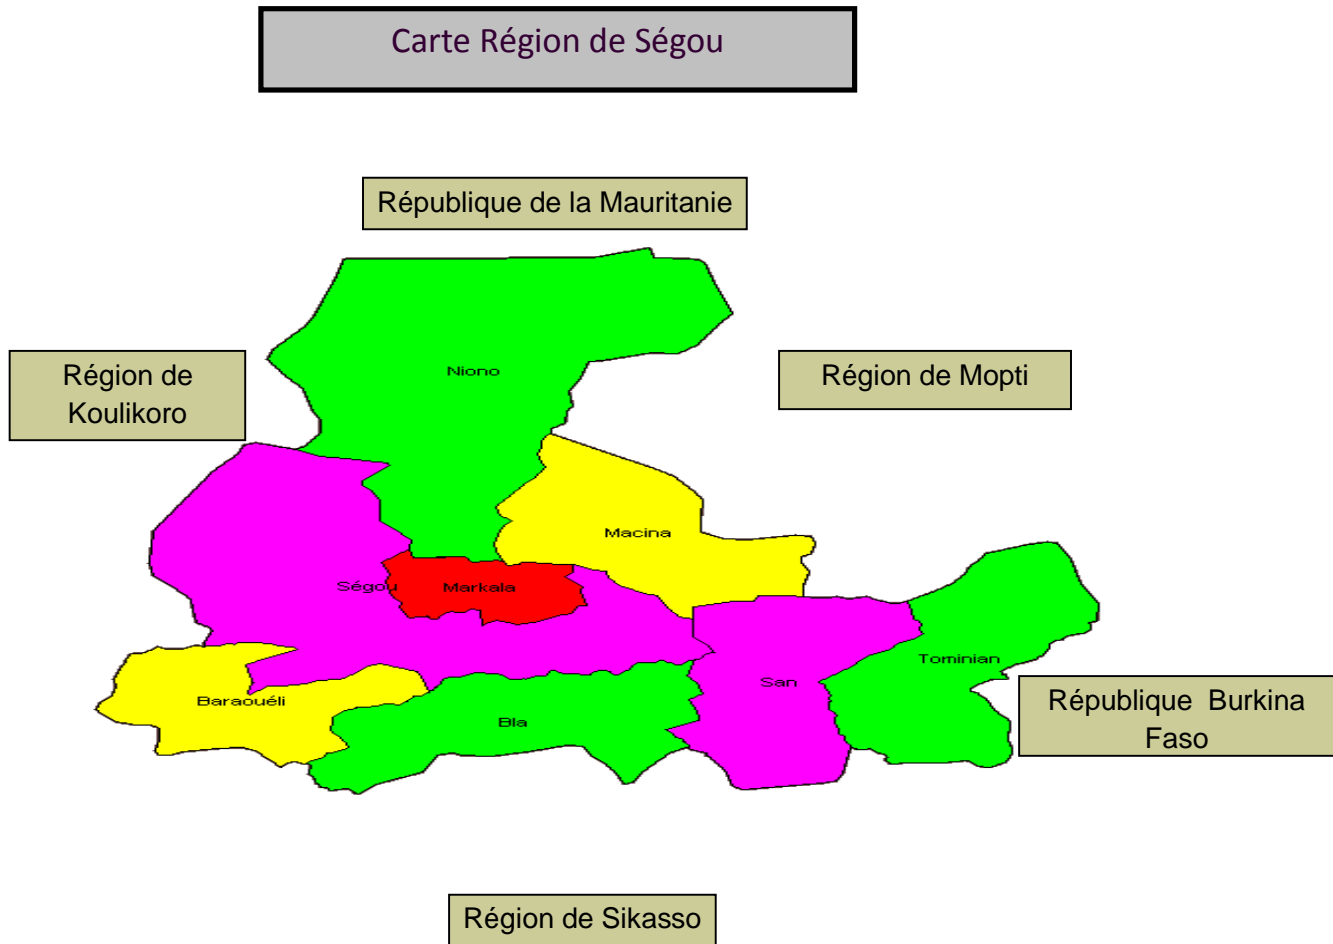 Carte Région de Ségou
République de la Mauritanie
Région de
Koulikoro
Niono
Région de Mopti
Macina
Ségou
Markala
Tominian
San
Baraouéli
Bla
République Burkina
Faso
Région de Sikasso